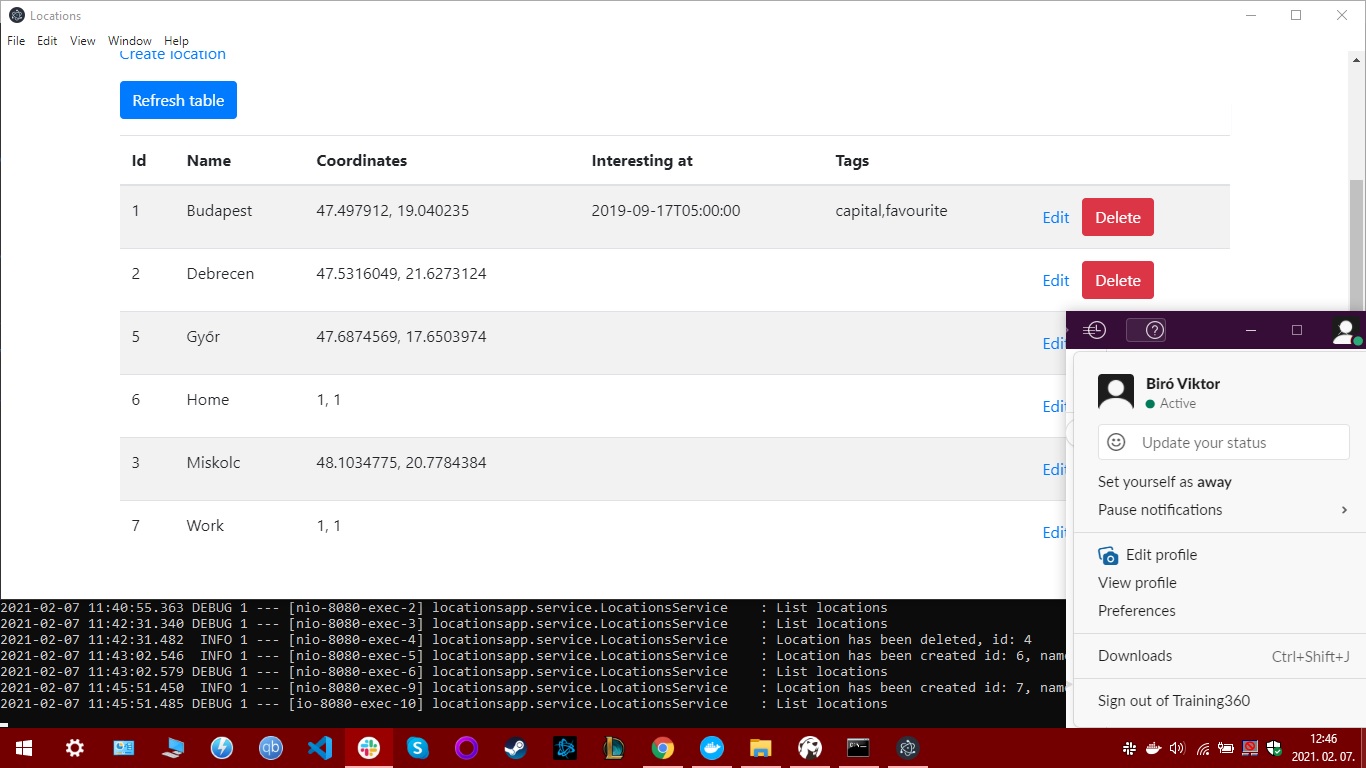 Locations
File Edit View Window Help
Create location
Refresh table
Id Name Coordinates Interesting at Tags
1 Budapest 47.497912, 19.040235 2019-09-17T05:00:00 capital,favourite Edit Delete
2 Debrecen 47.5316049, 21.6273124 Edit Delete
5 Győr 47.6874569, 17.6503974 Edit
6 Home 1, 1 Edit
3 Miskolc 48.1034775, 20.7784384 Edit
7 Work 1, 1 Edit
Biró Viktor
Active
Update your status
Set yourself as away
Pause notifications
Edit profile
View profile
Preferences
Downloads Ctrl+Shift+J
Sign out of Training360
2021-02-07 11:40:55.363 DEBUG 1 --- [nio-8080-exec-2] locationsapp.service.LocationsService : List locations
2021-02-07 11:42:31.340 DEBUG 1 --- [nio-8080-exec-3] locationsapp.service.LocationsService : List locations
2021-02-07 11:42:31.482 INFO 1 --- [nio-8080-exec-4] locationsapp.service.LocationsService : Location has been deleted, id: 4
2021-02-07 11:43:02.546 INFO 1 --- [nio-8080-exec-5] locationsapp.service.LocationsService : Location has been created id: 6, name
2021-02-07 11:43:02.579 DEBUG 1 --- [nio-8080-exec-6] locationsapp.service.LocationsService : List locations
2021-02-07 11:45:51.450 INFO 1 --- [nio-8080-exec-9] locationsapp.service.LocationsService : Location has been created id: 7, name
2021-02-07 11:45:51.485 DEBUG 1 --- [io-8080-exec-10] locationsapp.service.LocationsService : List locations
qb
12:46
2021. 02. 07.